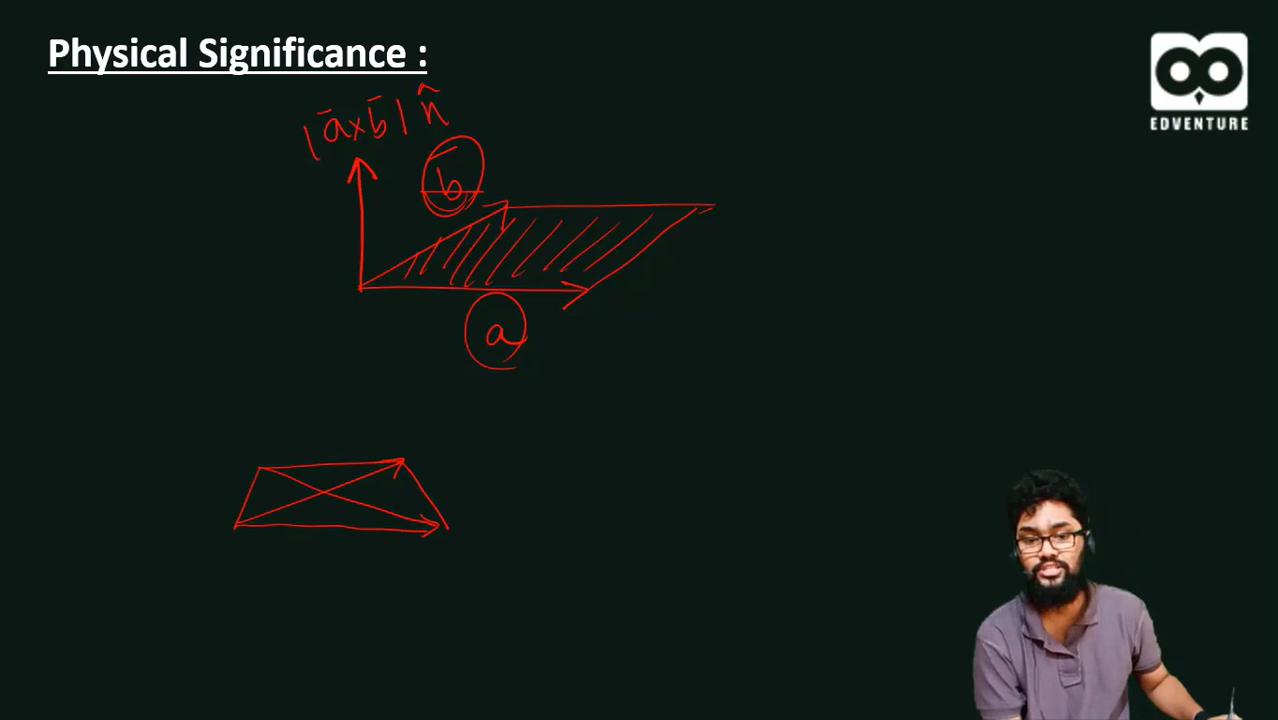 Physical Significance :
EDVENTURE
|a̅×b̅| n̂
b̅
a